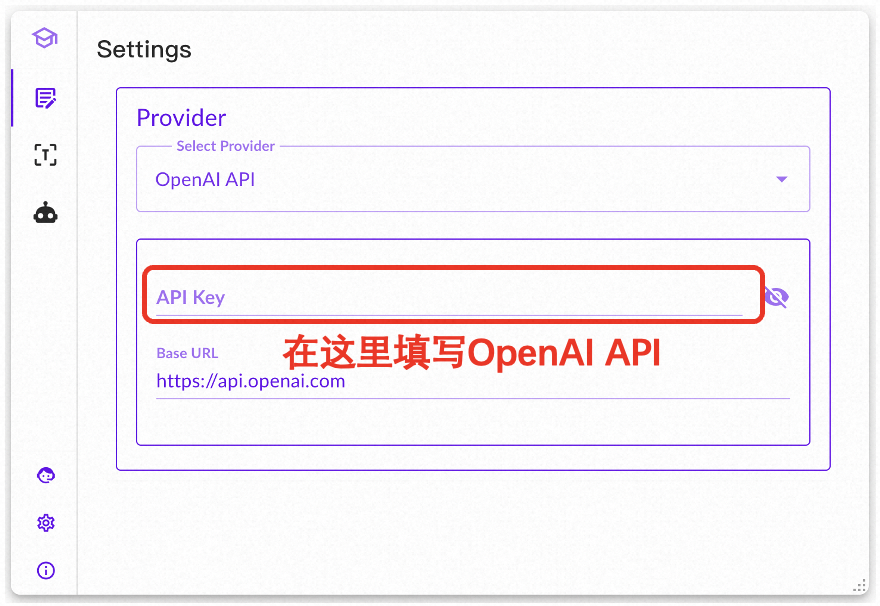 Settings
Provider
Select Provider
OpenAI API
API Key
在这里填写OpenAI API
Base URL
https://api.openai.com